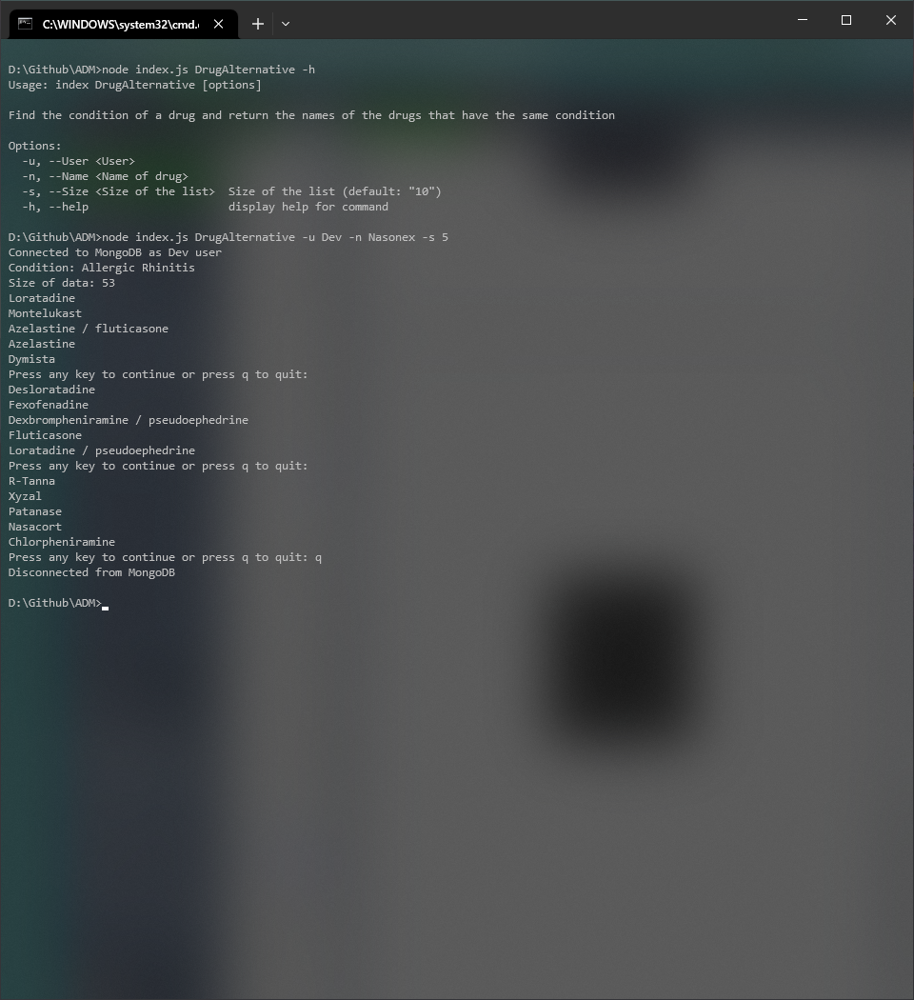 C:\WINDOWS\system32\cmd.
D:\Github\ADM>node index.js DrugAlternative -h
Usage: index DrugAlternative [options]
Find the condition of a drug and return the names of the drugs that have the same condition
Options:
-u, --User <User>
-n, --Name <Name of drug>
-s, --Size <Size of the list>  Size of the list (default: "10")
-h, --help                     display help for command
D:\Github\ADM>node index.js DrugAlternative -u Dev -n Nasonex -s 5
Connected to MongoDB as Dev user
Condition: Allergic Rhinitis
Size of data: 53
Loratadine
Montelukast
Azelastine / fluticasone
Azelastine
Dymista
Press any key to continue or press q to quit:
Desloratadine
Fexofenadine
Dexbrompheniramine / pseudoephedrine
Fluticasone
Loratadine / pseudoephedrine
Press any key to continue or press q to quit:
R-Tanna
Xyzal
Patanase
Nasacort
Chlorpheniramine
Press any key to continue or press q to quit: q
Disconnected from MongoDB
D:\Github\ADM>